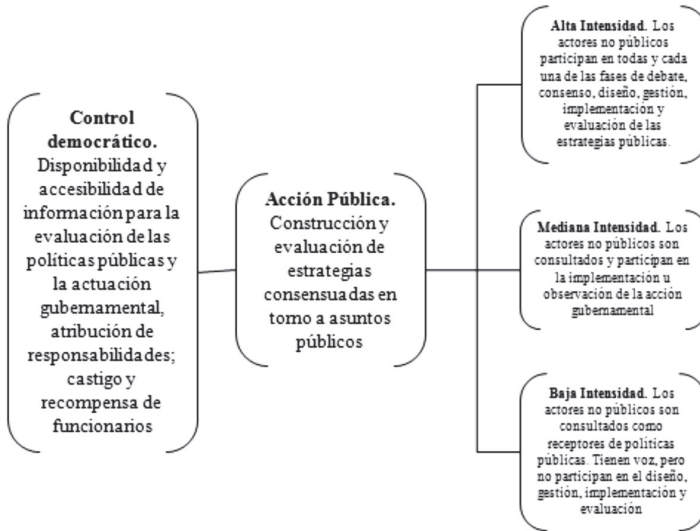 Control
democrático.
Disponibilidad y
accesibilidad de
información para la
evaluación de las
políticas públicas y
la actuación
gubernamental,
atribución de
responsabilidades;
castigo y
recompensa de
funcionarios
Acción Pública.
Construcción y
evaluación de
estrategias
consensuadas en
torno a asuntos
públicos
Alta Intensidad. Los
actores no públicos
participan en todas y cada
una de las fases de debate,
consenso, diseño, gestión,
implementación y
evaluación de las
estrategias públicas.
Mediana Intensidad. Los
actores no públicos son
consultados y participan en
la implementación u
observación de la acción
gubernamental
Baja Intensidad. Los
actores no públicos son
consultados como
receptores de políticas
públicas. Tienen voz, pero
no participan en el diseño,
gestión, implementación y
evaluación